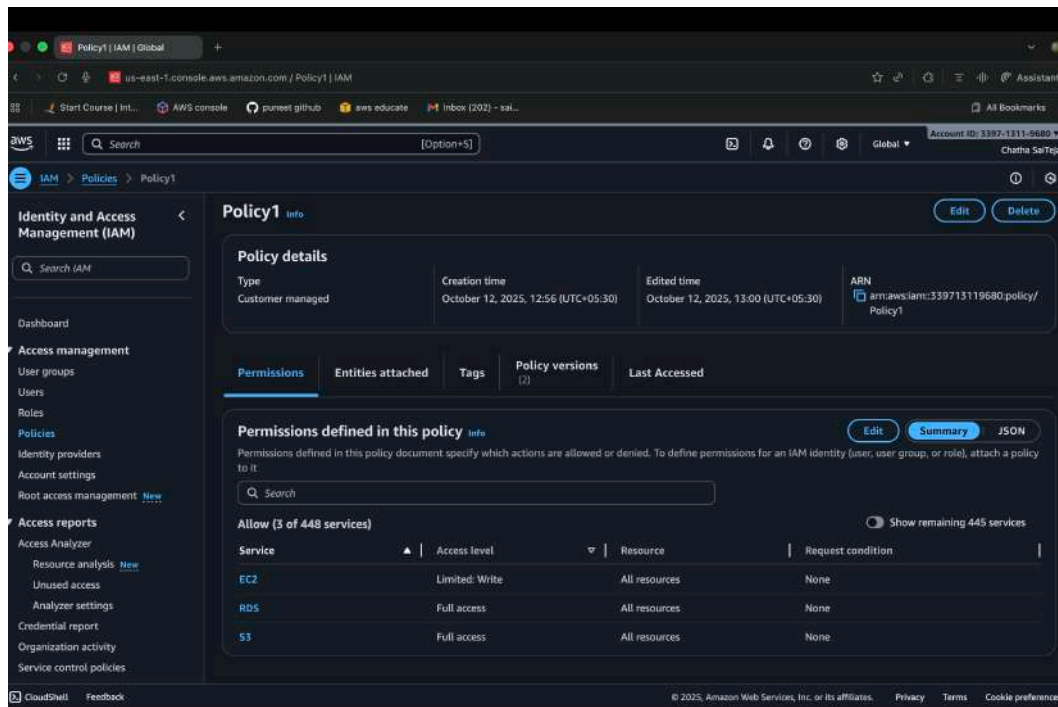 Policy1 | IAM | Global
us-east-1.console.aws.amazon.com / Policy1 | IAM
Assistant
Start Course | Int...
AWS console
puneet github
aws educate
Inbox (202) - sai...
All Bookmarks
aws
Search
[Option+S]
Global
Account ID: 3397-1311-9680
Chatha SaiTeja
IAM > Policies > Policy1
Identity and Access Management (IAM)
Search IAM
Dashboard
Access management
User groups
Users
Roles
Policies
Identity providers
Account settings
Root access management New
Access reports
Access Analyzer
Resource analysis New
Unused access
Analyzer settings
Credential report
Organization activity
Service control policies
Policy1 Info
Edit
Delete
Policy details
Type
Customer managed
Creation time
October 12, 2025, 12:56 (UTC+05:30)
Edited time
October 12, 2025, 13:00 (UTC+05:30)
ARN
arn:aws:iam::339713119680:policy/
Policy1
Permissions
Entities attached
Tags
Policy versions
(2)
Last Accessed
Permissions defined in this policy Info
Edit
Summary
JSON
Permissions defined in this policy document specify which actions are allowed or denied. To define permissions for an IAM identity (user, user group, or role), attach a policy
to it
Search
Allow (3 of 448 services)
Show remaining 445 services
Service | Access level | Resource | Request condition
EC2 Limited: Write All resources None
RDS Full access All resources None
S3 Full access All resources None
CloudShell Feedback
© 2025, Amazon Web Services, Inc. or its affiliates. Privacy Terms Cookie preference